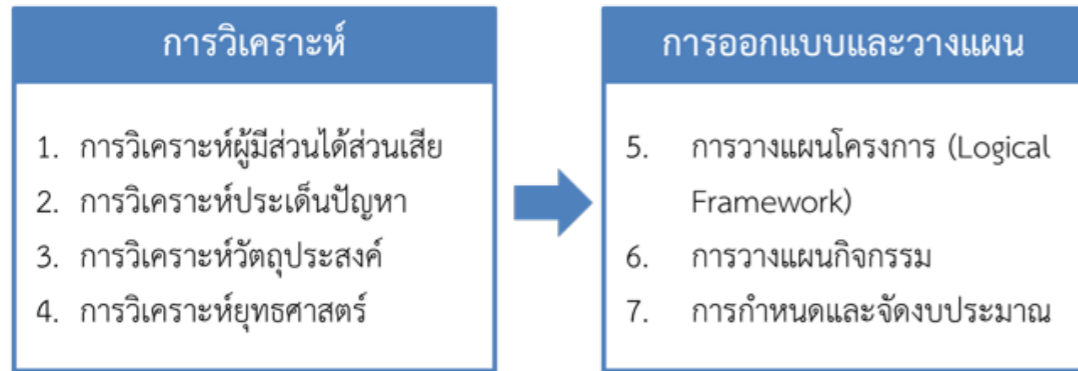 การวิเคราะห์
1. การวิเคราะห์ผู้มีส่วนได้ส่วนเสีย
2. การวิเคราะห์ประเด็นปัญหา
3. การวิเคราะห์วัตถุประสงค์
4. การวิเคราะห์ยุทธศาสตร์
การออกแบบและวางแผน
5. การวางแผนโครงการ (Logical
Framework)
6. การวางแผนกิจกรรม
7. การกำหนดและจัดงบประมาณ